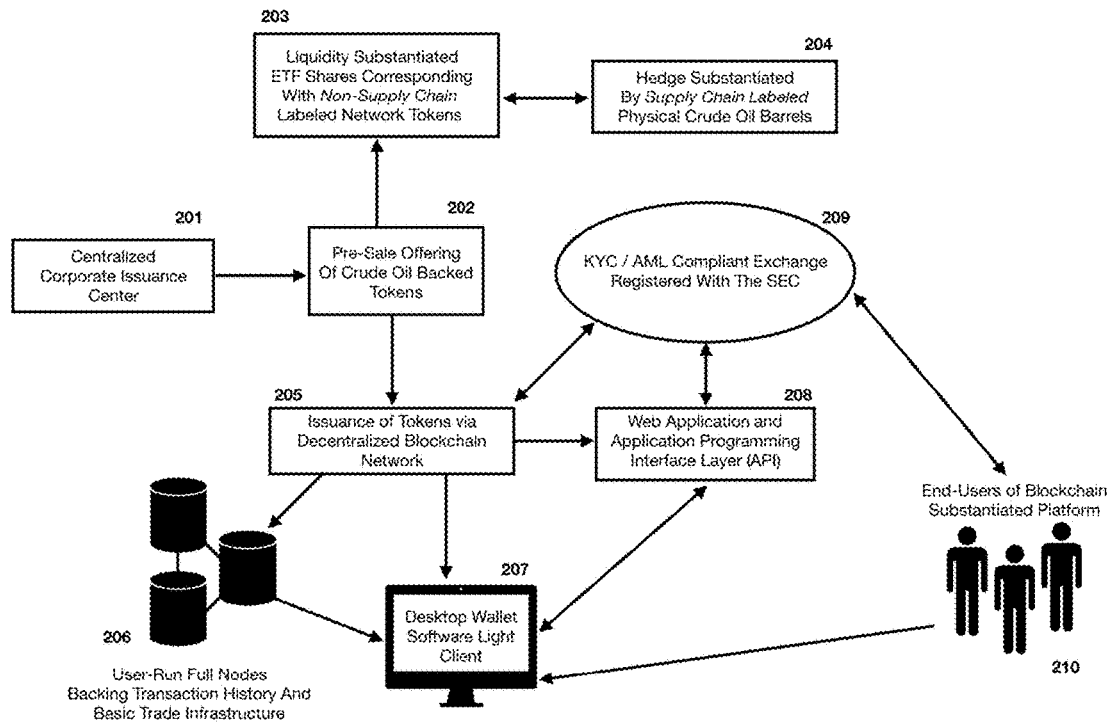 203
Liquidity Substantiated
ETF Shares Corresponding
With Non-Supply Chain
Labeled Network Tokens
204
Hedge Substantiated
By Supply Chain Labeled
Physical Crude Oil Barrels
201
Centralized
Corporate Issuance
Center
202
Pre-Sale Offering
Of Crude Oil Backed
Tokens
209
KYC / AML Compliant Exchange
Registered With The SEC
205
Issuance of Tokens via
Decentralized Blockchain
Network
208
Web Application and
Application Programming
Interface Layer (API)
End-Users of Blockchain
Substantiated Platform
210
207
Desktop Wallet
Software Light
Client
206
User-Run Full Nodes
Backing Transaction History And
Basic Trade Infrastructure